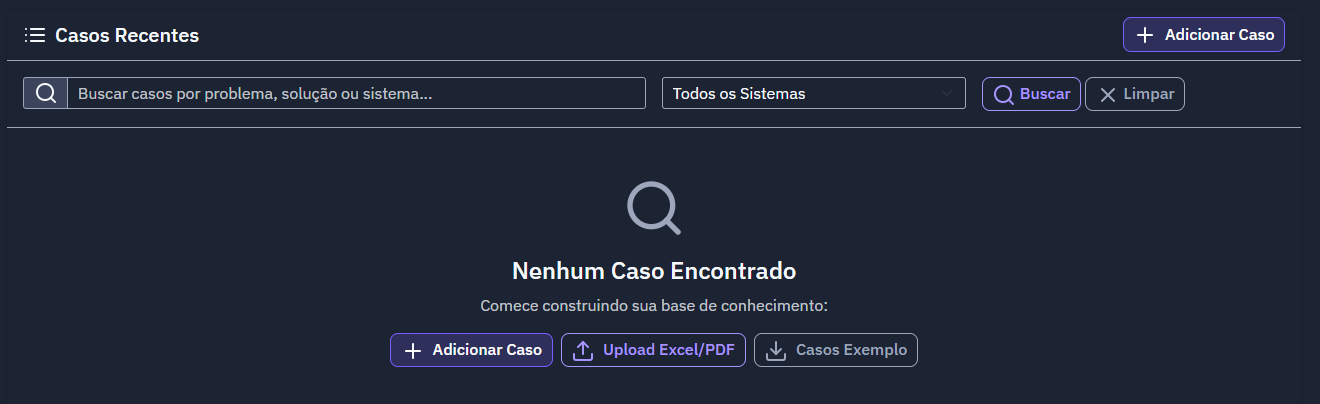 Casos Recentes
Adicionar Caso
Buscar casos por problema, solução ou sistema...
Todos os Sistemas
Buscar
Limpar
Nenhum Caso Encontrado
Comece construindo sua base de conhecimento:
Adicionar Caso
Upload Excel/PDF
Casos Exemplo